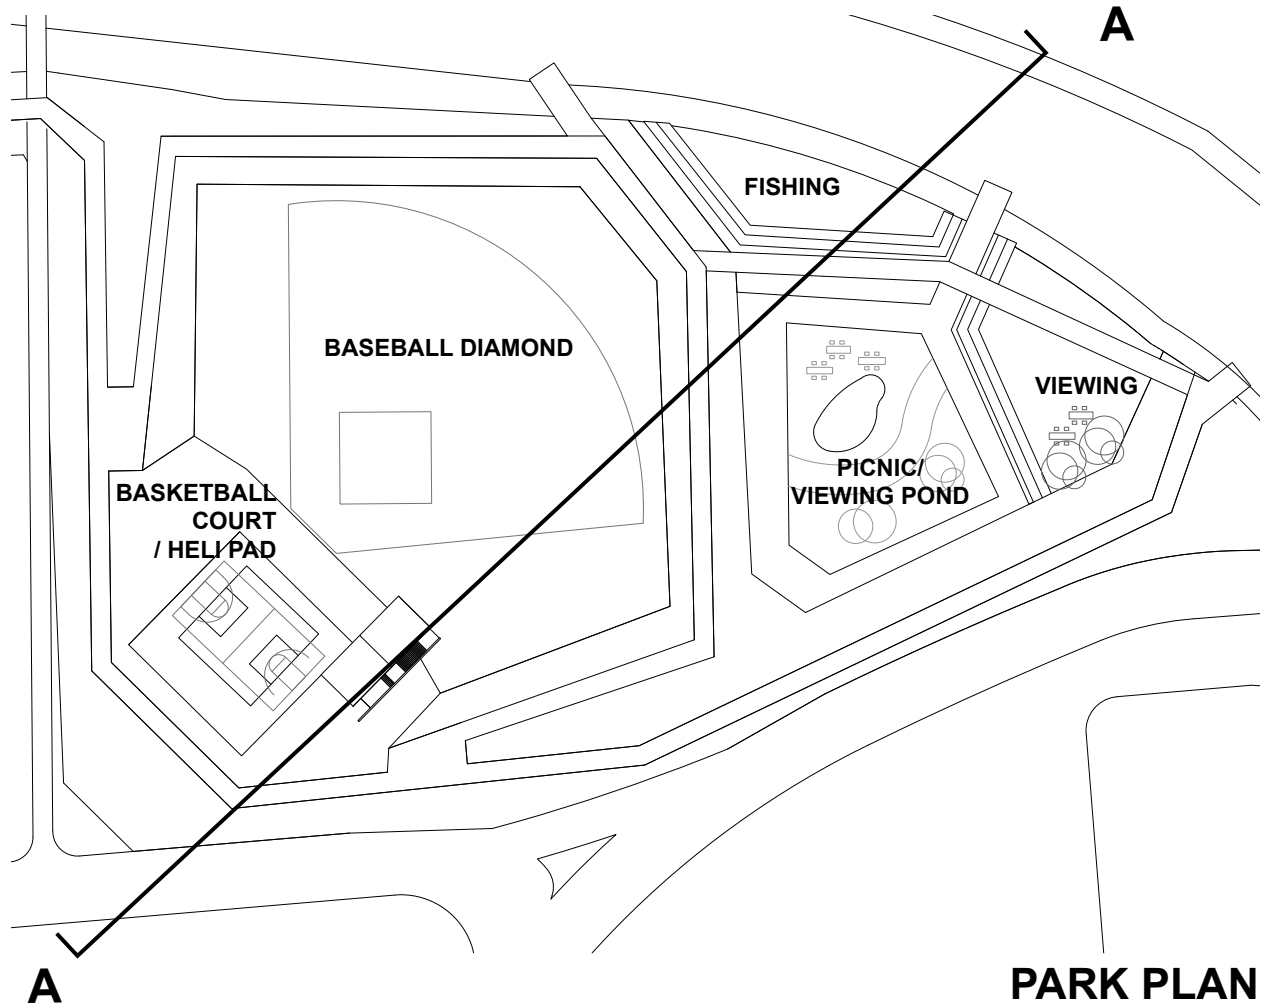 A
FISHING
BASEBALL DIAMOND
VIEWING
PICNIC/
VIEWING POND
BASKETBALL
COURT
/ HELI PAD
A
PARK PLAN